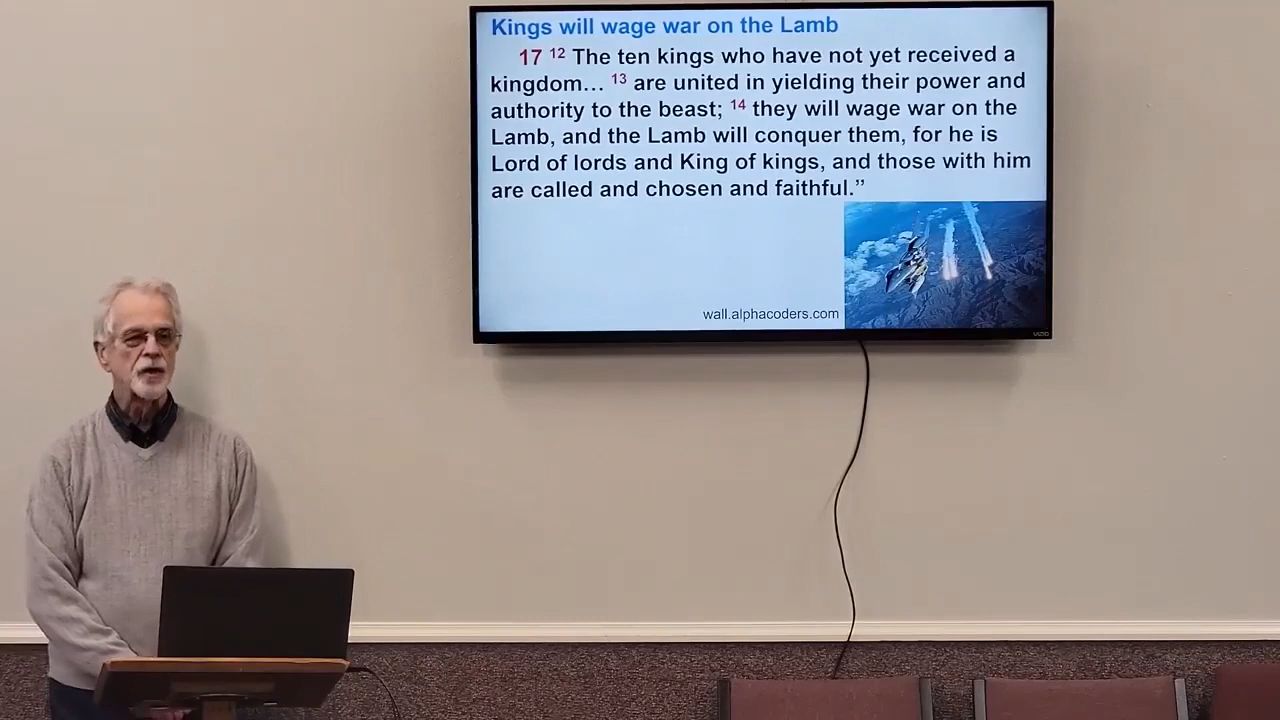 Kings will wage war on the Lamb
17 12 The ten kings who have not yet received a
kingdom... 13 are united in yielding their power and
authority to the beast; 14 they will wage war on the
Lamb, and the Lamb will conquer them, for he is
Lord of lords and King of kings, and those with him
are called and chosen and faithful.”
wall.alphacoders.com
VIZIO